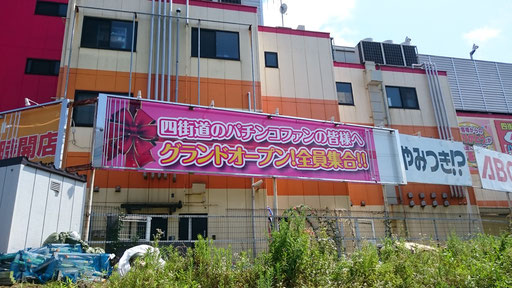 四街道のパチンコファンの皆様へ
グランドオープン!全員集合!!
開店
やみつき!?
ABC